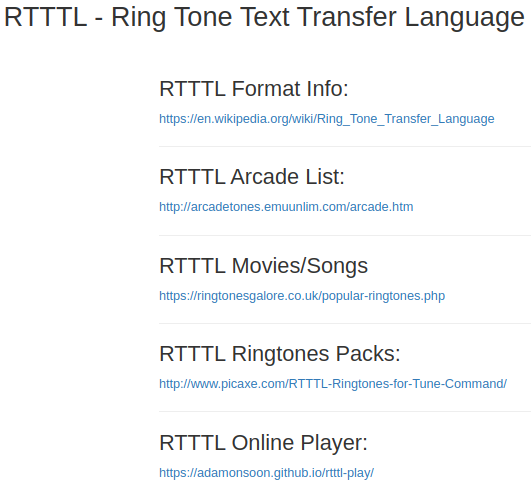 RTTTL - Ring Tone Text Transfer Language
RTTTL Format Info:
https://en.wikipedia.org/wiki/Ring_Tone_Transfer_Language
RTTTL Arcade List:
http://arcadetones.emuunlim.com/arcade.htm
RTTTL Movies/Songs
https://ringtonesgalore.co.uk/popular-ringtones.php
RTTTL Ringtones Packs:
http://www.picaxe.com/RTTTL-Ringtones-for-Tune-Command/
RTTTL Online Player:
https://adamonsoon.github.io/rtttl-play/